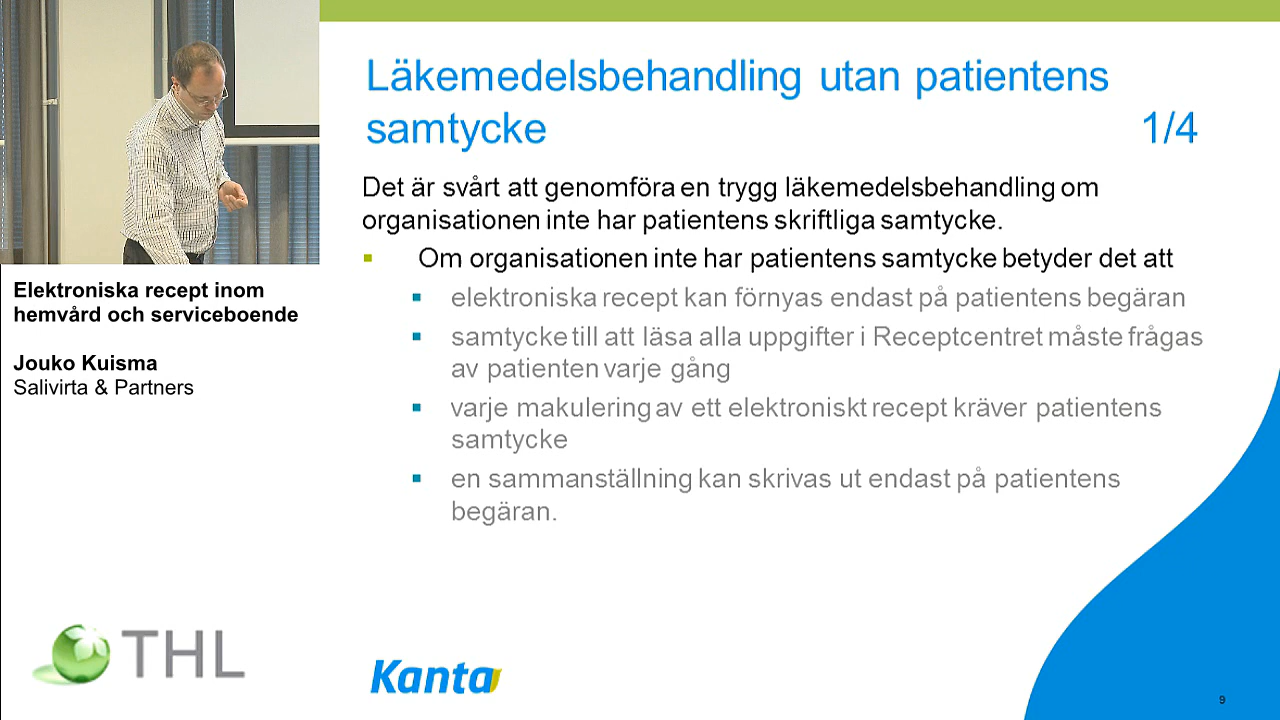 Läkemedelsbehandling utan patientens
samtycke 1/4
Det är svårt att genomföra en trygg läkemedelsbehandling om
organisationen inte har patientens skriftliga samtycke.
Om organisationen inte har patientens samtycke betyder det att
elektroniska recept kan förnyas endast på patientens begäran
samtycke till att läsa alla uppgifter i Receptcentret måste frågas
av patienten varje gång
varje makulering av ett elektroniskt recept kräver patientens
samtycke
en sammanställning kan skrivas ut endast på patientens
begäran.
Elektroniska recept inom
hemvård och serviceboende
Jouko Kuisma
Salivirta & Partners
THL
Kanta
9